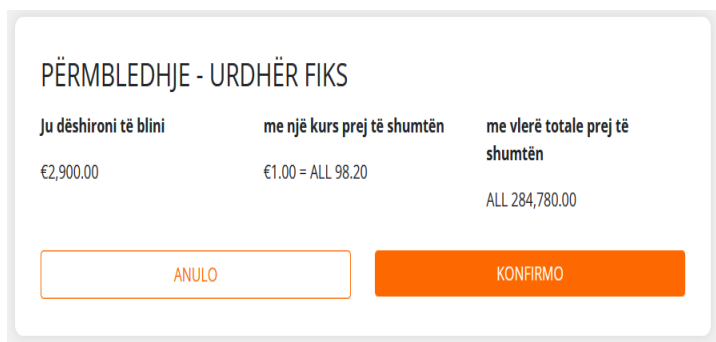 PËRMBLEDHJE - URDHËR FIKS
Ju dëshironi të blini
€2,900.00
me një kurs prej të shumtën
€1.00 = ALL 98.20
me vlerë totale prej të
shumtën
ALL 284,780.00
ANULO
KONFIRMO